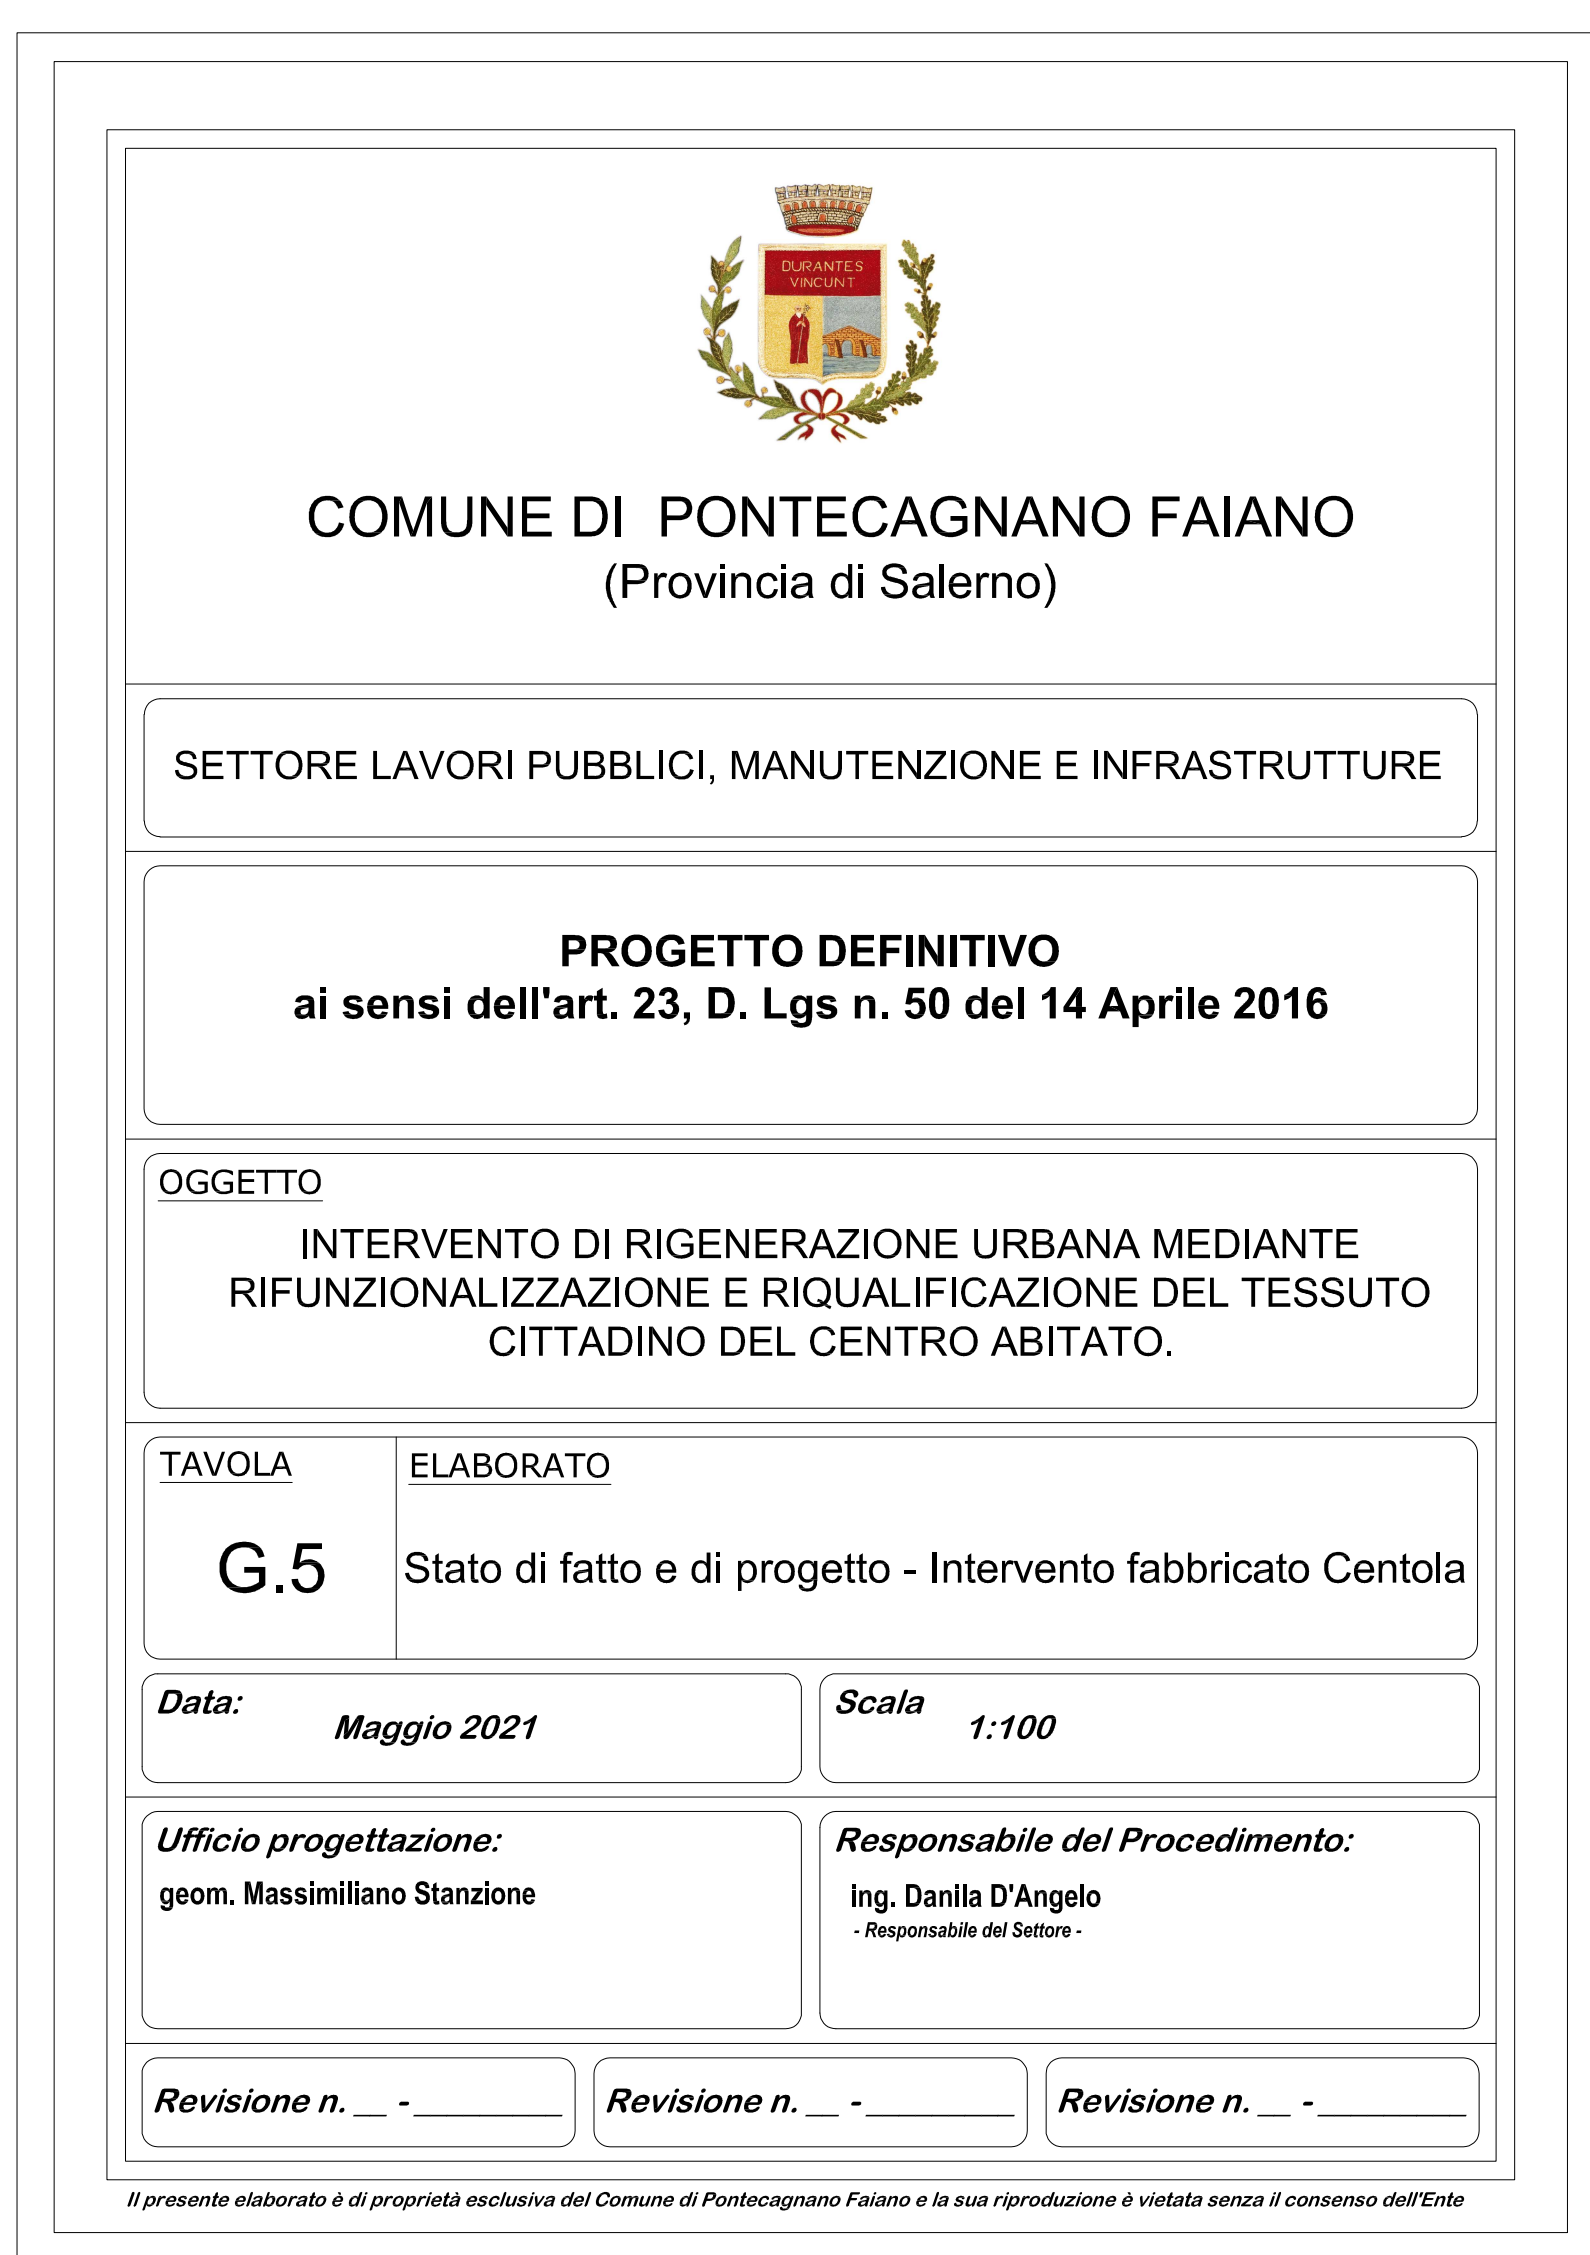 DURANTES
VINCUNT
COMUNE DI PONTECAGNANO FAIANO
(Provincia di Salerno)
SETTORE LAVORI PUBBLICI, MANUTENZIONE E INFRASTRUTTURE
PROGETTO DEFINITIVO
ai sensi dell'art. 23, D. Lgs n. 50 del 14 Aprile 2016
OGGETTO
INTERVENTO DI RIGENERAZIONE URBANA MEDIANTE
RIFUNZIONALIZZAZIONE E RIQUALIFICAZIONE DEL TESSUTO
CITTADINO DEL CENTRO ABITATO.
TAVOLA
G.5
ELABORATO
Stato di fatto e di progetto - Intervento fabbricato Centola
Data:
Maggio 2021
Scala
1:100
Ufficio progettazione:
geom. Massimiliano Stanzione
Responsabile del Procedimento:
ing. Danila D'Angelo
- Responsabile del Settore -
Revisione n. __ - _________
Revisione n. __ - _________
Revisione n. __ - _________
Il presente elaborato è di proprietà esclusiva del Comune di Pontecagnano Faiano e la sua riproduzione è vietata senza il consenso dell'Ente